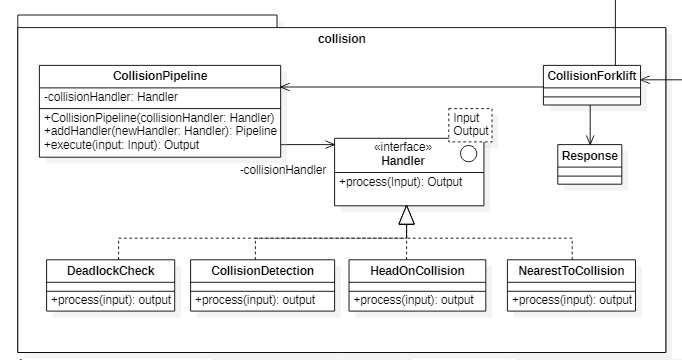 collision
CollisionPipeline
-collisionHandler: Handler
+CollisionPipeline(collisionHandler: Handler)
+addHandler(newHandler: Handler): Pipeline
+execute(input: Input): Output
CollisionForklift
Response
Input
Output
«interface»
Handler
+process(Input): Output
-collisionHandler
DeadlockCheck
+process(input): output
CollisionDetection
+process(input): output
HeadOnCollision
+process(input): output
NearestToCollision
+process(input): output